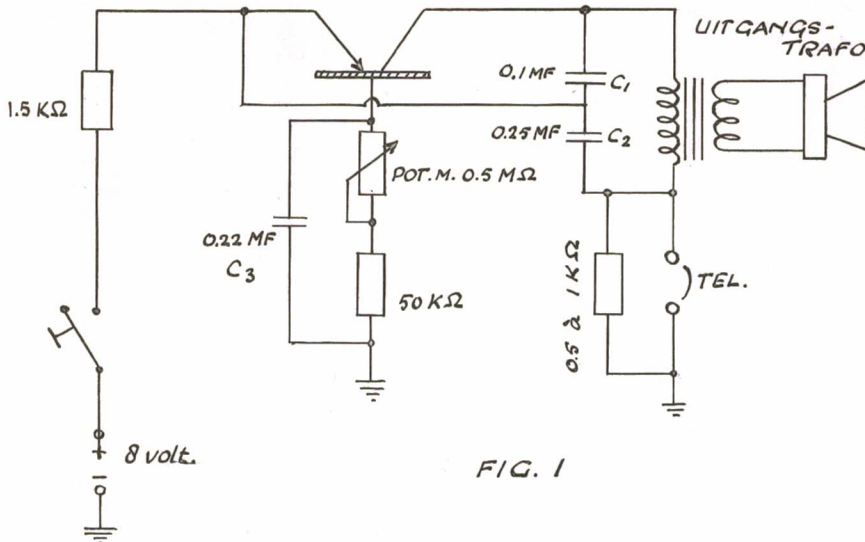 UITGANGS-
TRAFO
0.1 MF
C1
1.5 KΩ
0.25 MF
C2
POT. M. 0.5 MΩ
0.22 MF
C3
50 KΩ
0.5 à 1 KΩ
TEL.
+
8 volt.
–
FIG. 1